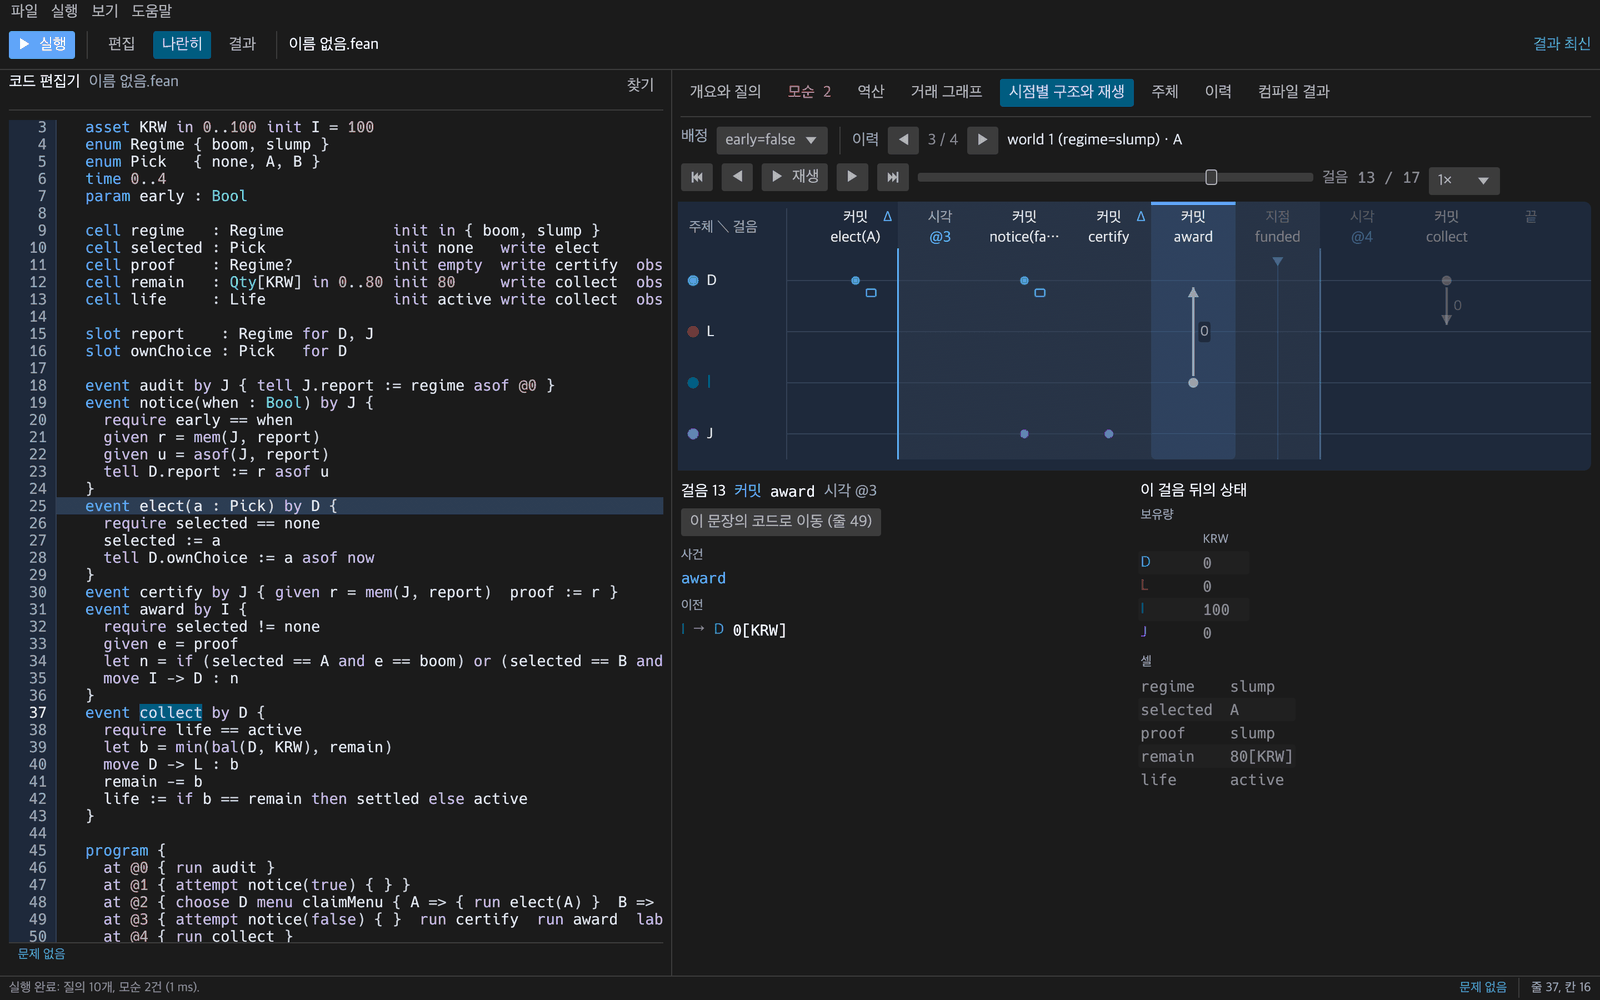 파일 실행 보기 도움말
▶ 실행 편집 나란히 결과 이름 없음.fean 결과 최신
코드 편집기 이름 없음.fean 찾기
3 asset KRW in 0..100 init I = 100
4 enum Regime { boom, slump }
5 enum Pick   { none, A, B }
6 time 0..4
7 param early : Bool
8
9 cell regime   : Regime            init in { boom, slump }
10 cell selected : Pick              init none   write elect
11 cell proof    : Regime?           init empty  write certify  obs
12 cell remain   : Qty[KRW] in 0..80 init 80     write collect  obs
13 cell life     : Life              init active write collect  obs
14
15 slot report    : Regime for D, J
16 slot ownChoice : Pick   for D
17
18 event audit by J { tell J.report := regime asof @0 }
19 event notice(when : Bool) by J {
20   require early == when
21   given r = mem(J, report)
22   given u = asof(J, report)
23   tell D.report := r asof u
24 }
25 event elect(a : Pick) by D {
26   require selected == none
27   selected := a
28   tell D.ownChoice := a asof now
29 }
30 event certify by J { given r = mem(J, report)  proof := r }
31 event award by I {
32   require selected != none
33   given e = proof
34   let n = if (selected == A and e == boom) or (selected == B and
35   move I -> D : n
36 }
37 event collect by D {
38   require life == active
39   let b = min(bal(D, KRW), remain)
40   move D -> L : b
41   remain -= b
42   life := if b == remain then settled else active
43 }
44
45 program {
46   at @0 { run audit }
47   at @1 { attempt notice(true) { } }
48   at @2 { choose D menu claimMenu { A => { run elect(A) }  B =>
49   at @3 { attempt notice(false) { }  run certify  run award  lab
50   at @4 { run collect }
문제 없음
개요와 질의 모순 2 역산 거래 그래프 시점별 구조와 재생 주체 이력 컴파일 결과
배정 early=false ▼ 이력 ◀ 3 / 4 ▶ world 1 (regime=slump) · A
⏮ ◀ ▶ 재생 ▶ ⏭ 걸음 13 / 17 1× ▼
주체 ＼ 걸음
커밋 Δ 시각 커밋 커밋 Δ 커밋 지점 시각 커밋 끝
elect(A) @3 notice(fa⋯ certify award funded @4 collect
D
0
L
0
I
J
걸음 13 커밋 award 시각 @3
이 문장의 코드로 이동 (줄 49)
사건
award
이전
I → D 0[KRW]
이 걸음 뒤의 상태
보유량
KRW
D 0
L 0
I 100
J 0
셀
regime slump
selected A
proof slump
remain 80[KRW]
life active
실행 완료: 질의 10개, 모순 2건 (1 ms). 문제 없음 줄 37, 칸 16